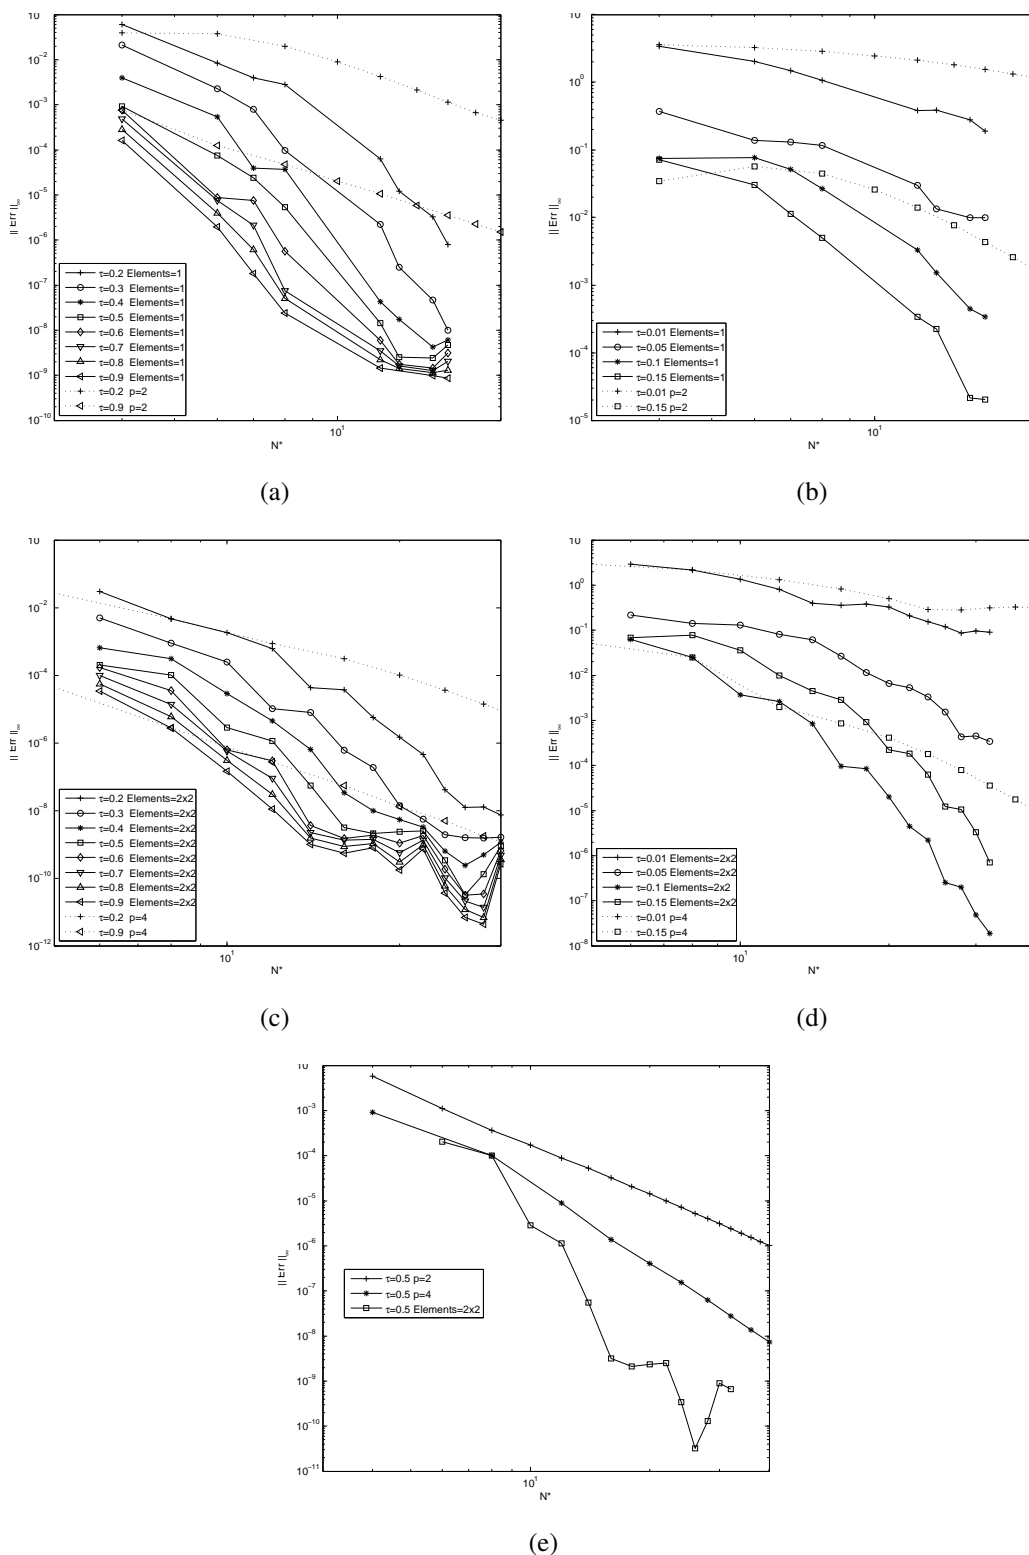 10
10⁻²
10⁻³
10⁻⁴
10⁻⁵
10⁻⁶
10⁻⁷
10⁻⁸
10⁻⁹
10⁻¹⁰
|| Err ||∞
τ=0.2 Elements=1
τ=0.3 Elements=1
τ=0.4 Elements=1
τ=0.5 Elements=1
τ=0.6 Elements=1
τ=0.7 Elements=1
τ=0.8 Elements=1
τ=0.9 Elements=1
τ=0.2 p=2
τ=0.9 p=2
10¹
N*
(a)
10
10⁰
10⁻¹
10⁻²
10⁻³
10⁻⁴
10⁻⁵
|| Err ||∞
τ=0.01 Elements=1
τ=0.05 Elements=1
τ=0.1 Elements=1
τ=0.15 Elements=1
τ=0.01 p=2
τ=0.15 p=2
10¹
N*
(b)
10
10⁻²
10⁻⁴
10⁻⁶
10⁻⁸
10⁻¹⁰
10⁻¹²
|| Err ||∞
τ=0.2 Elements=2x2
τ=0.3 Elements=2x2
τ=0.4 Elements=2x2
τ=0.5 Elements=2x2
τ=0.6 Elements=2x2
τ=0.7 Elements=2x2
τ=0.8 Elements=2x2
τ=0.9 Elements=2x2
τ=0.2 p=4
τ=0.9 p=4
10¹
N*
(c)
10
10⁰
10⁻¹
10⁻²
10⁻³
10⁻⁴
10⁻⁵
10⁻⁶
10⁻⁷
10⁻⁸
|| Err ||∞
τ=0.01 Elements=2x2
τ=0.05 Elements=2x2
τ=0.1 Elements=2x2
τ=0.15 Elements=2x2
τ=0.01 p=4
τ=0.15 p=4
10¹
N*
(d)
10
10⁻³
10⁻⁴
10⁻⁵
10⁻⁶
10⁻⁷
10⁻⁸
10⁻⁹
10⁻¹⁰
10⁻¹¹
|| Err ||∞
τ=0.5 p=2
τ=0.5 p=4
τ=0.5 Elements=2x2
10¹
N*
(e)